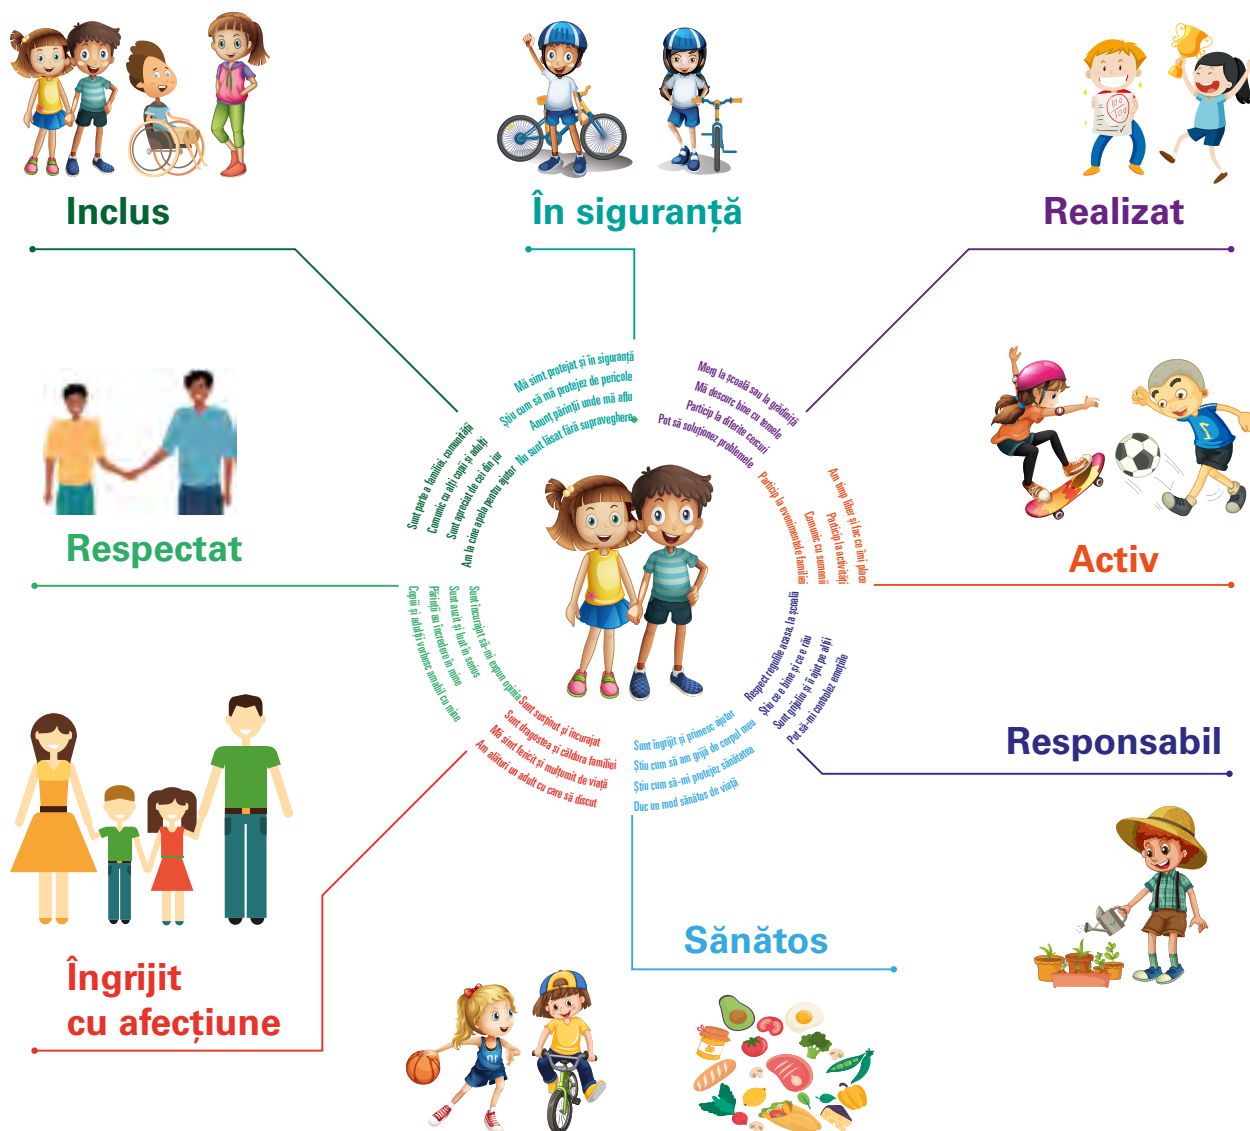 Inclus
În siguranță
Realizat
Mă simt protejat și în siguranță
Știu cum să mă protejez de pericole
Anunț părinții unde mă aflu
Nu sunt lăsat fără supraveghere
Merg la școală sau la grădiniță
Mă descurc bine cu temele
Particip la diferite cercuri
Pot să soluționez problemele
Sunt parte a familiei, comunității
Comunic cu alți copii și adulți
Sunt apreciat de cei din jur
Am la cine apela pentru ajutor
Am timp liber și fac ce îmi place
Particip la activități
Comunic cu semenii
Particip la evenimentele familiei
Respectat
Activ
Sunt încurajat să-mi expun opinia
Sunt auzit și luat în serios
Părinții au încredere în mine
Copiii și adulții vorbesc amabil cu mine
Respect regulile acasa, la școală
Știu ce e bine și ce e rău
Sunt grijuliu și îi ajut pe alții
Pot să-mi controlez emoțiile
Sunt susținut și încurajat
Sunt dragostea și căldura familiei
Mă simt fericit și mulțumit de viață
Am alături un adult cu care să discut
Sunt îngrijit și primesc ajutor
Știu cum să am grijă de corpul meu
Știu cum să-mi protejez sănătatea
Duc un mod sănătos de viață
Responsabil
Sănătos
Îngrijit
cu afecțiune